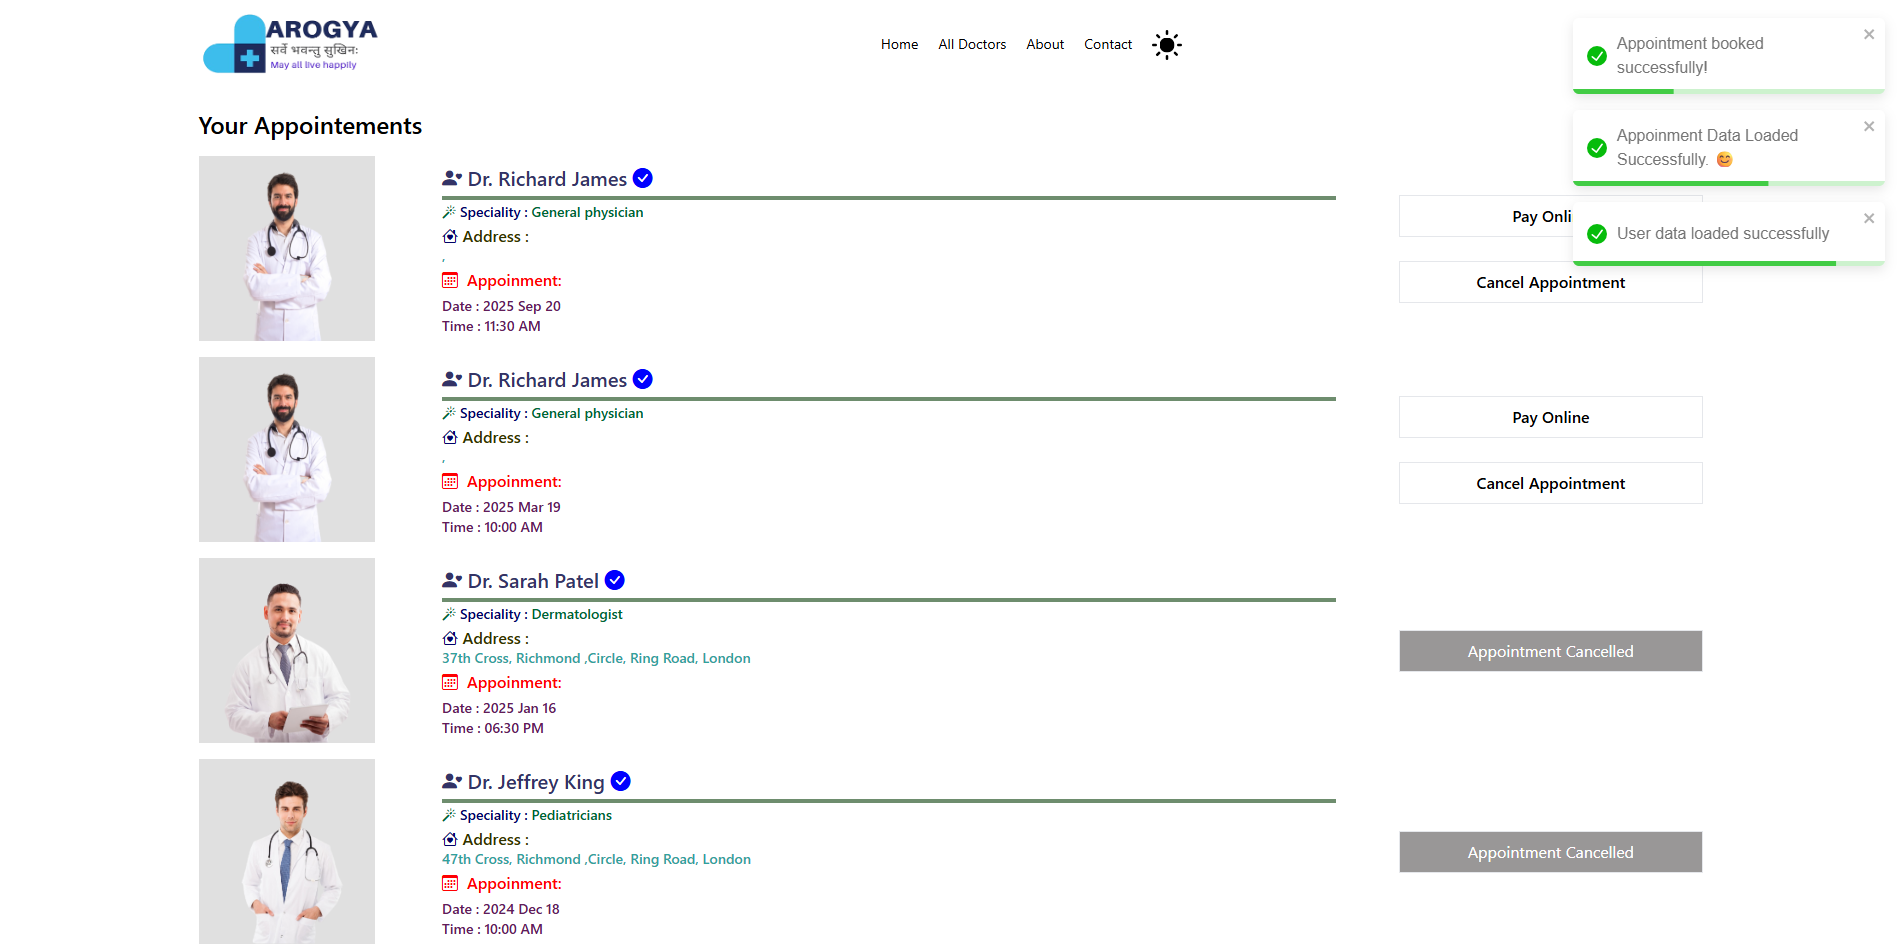 AROGYA
सर्वे भवन्तु सुखिनः
May all live happily
Home All Doctors About Contact
Appointment booked
successfully!
Appoinment Data Loaded
Successfully. 😊
User data loaded successfully
Your Appointements
Dr. Richard James
Speciality : General physician
Address :
,
Appoinment:
Date : 2025 Sep 20
Time : 11:30 AM
Pay Onli
Cancel Appointment
Dr. Richard James
Speciality : General physician
Address :
,
Appoinment:
Date : 2025 Mar 19
Time : 10:00 AM
Pay Online
Cancel Appointment
Dr. Sarah Patel
Speciality : Dermatologist
Address :
37th Cross, Richmond ,Circle, Ring Road, London
Appoinment:
Date : 2025 Jan 16
Time : 06:30 PM
Appointment Cancelled
Dr. Jeffrey King
Speciality : Pediatricians
Address :
47th Cross, Richmond ,Circle, Ring Road, London
Appoinment:
Date : 2024 Dec 18
Time : 10:00 AM
Appointment Cancelled